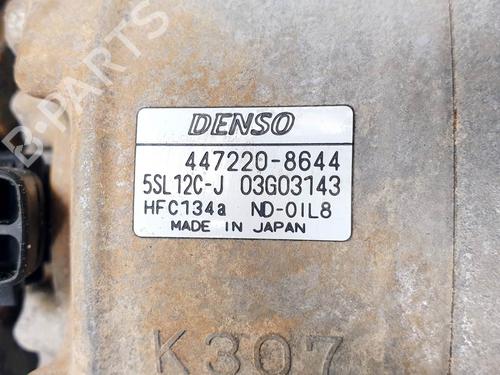 B-PARTS
DENSO
447220-8644
5SL12C-J 03G03143
HFC134a ND-OIL8
MADE IN JAPAN
K307